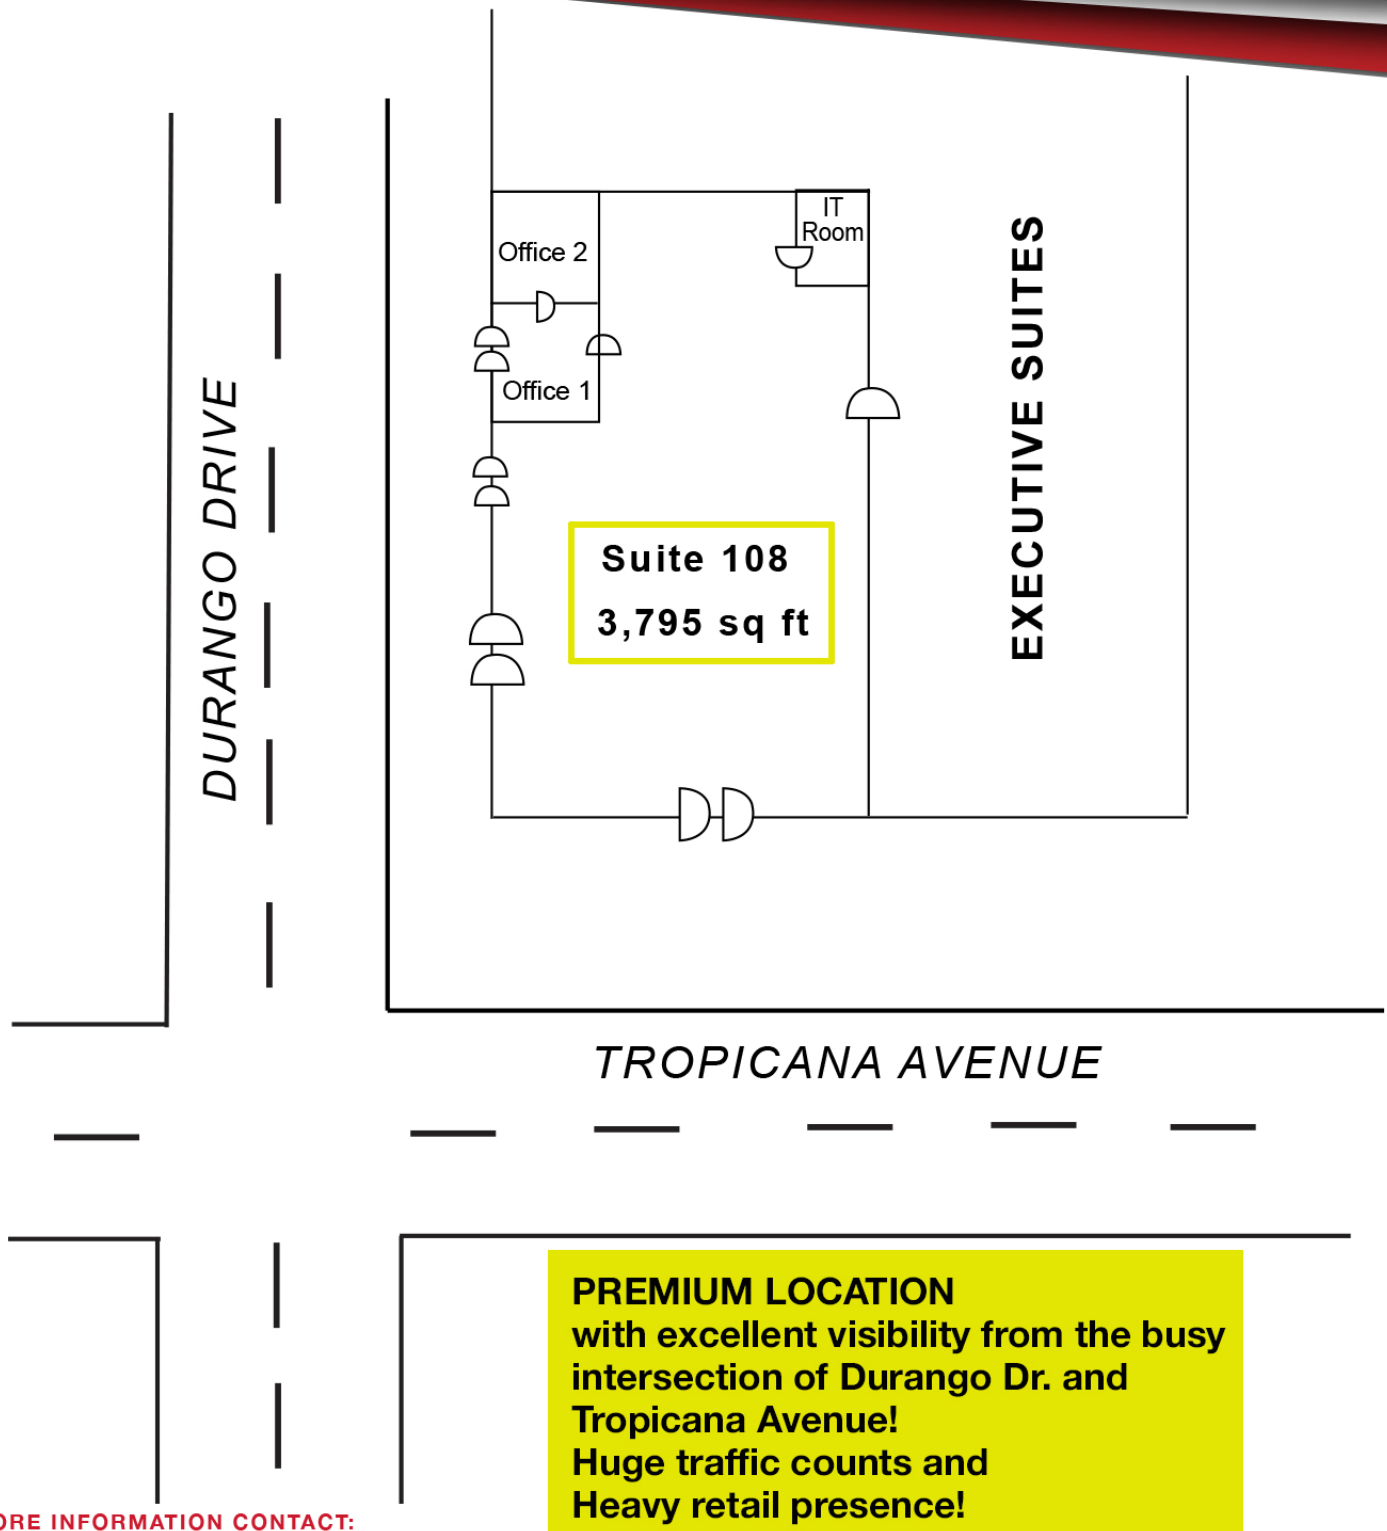 IT
Room
Office 2
Office 1
Suite 108
3,795 sq ft
EXECUTIVE SUITES
DURANGO DRIVE
TROPICANA AVENUE
PREMIUM LOCATION
with excellent visibility from the busy
intersection of Durango Dr. and
Tropicana Avenue!
Huge traffic counts and
Heavy retail presence!
INFORMATION CONTACT: